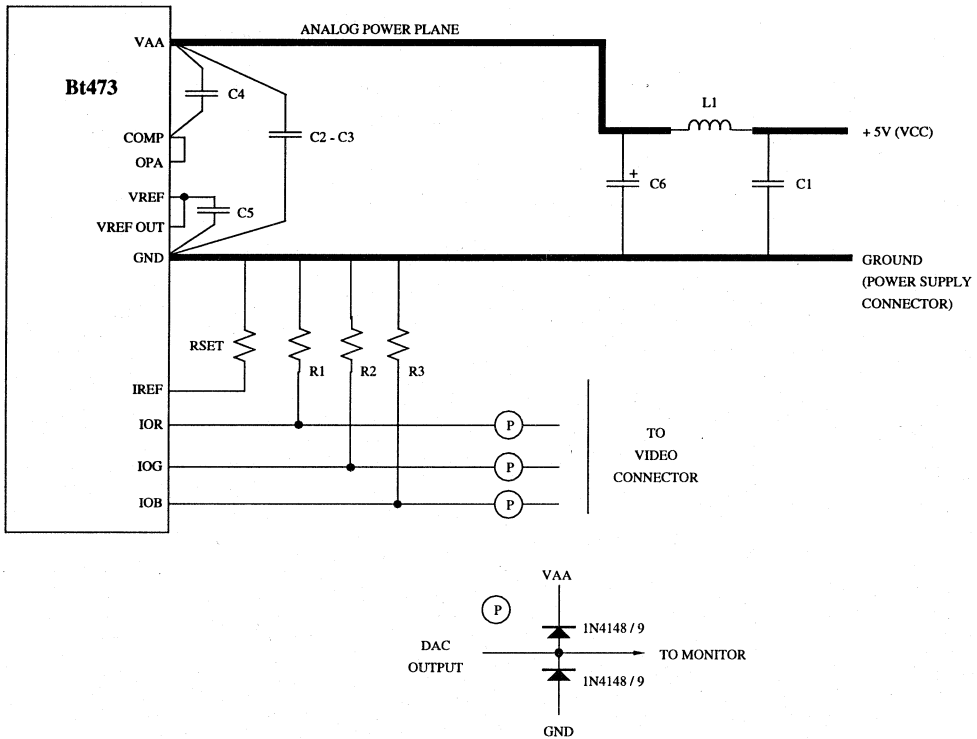 ANALOG POWER PLANE
VAA
Bt473
C4
L1
COMP
C2 - C3
+ 5V (VCC)
OPA
+
C6
C1
VREF
C5
VREF OUT
GND
GROUND
(POWER SUPPLY
CONNECTOR)
RSET
R1
R2
R3
IREF
IOR
P
TO
VIDEO
CONNECTOR
IOG
P
IOB
P
VAA
P
1N4148 / 9
DAC
OUTPUT
TO MONITOR
1N4148 / 9
GND